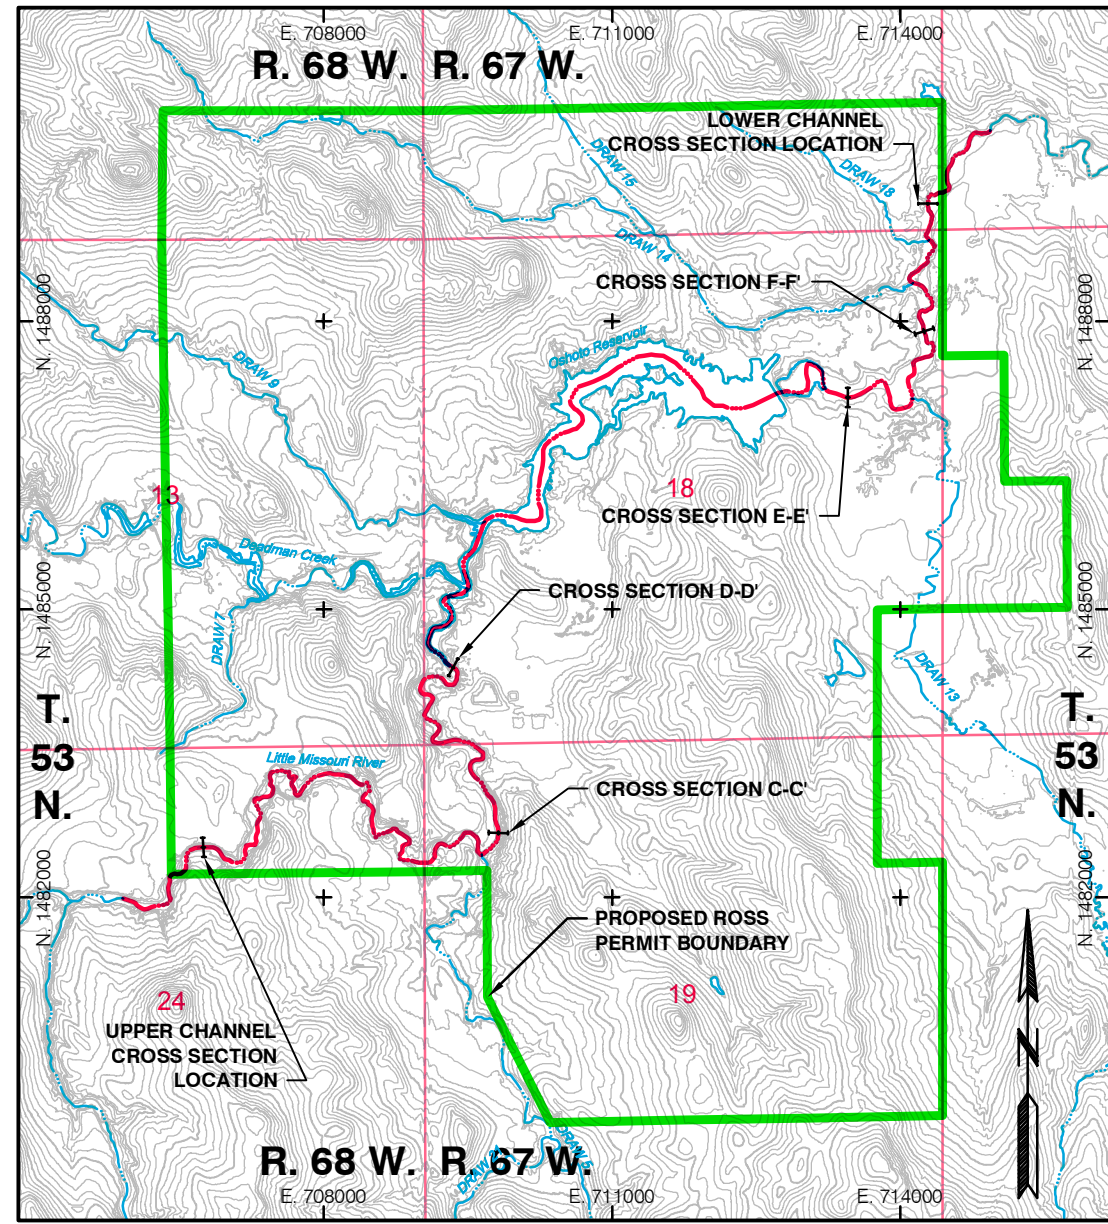 E. 708000
E. 711000
E. 714000
R. 68 W. R. 67 W.
LOWER CHANNEL
CROSS SECTION LOCATION
DRAW 15
DRAW 18
DRAW 14
CROSS SECTION F-F'
N. 1488000
N. 1488000
Oshoto Reservoir
DRAW 9
13
18
CROSS SECTION E-E'
Deadman Creek
CROSS SECTION D-D'
N. 1485000
N. 1485000
DRAW 7
DRAW 13
T.
53
N.
T.
53
N.
Little Missouri River
CROSS SECTION C-C'
N. 1482000
N. 1482000
PROPOSED ROSS
PERMIT BOUNDARY
24
19
UPPER CHANNEL
CROSS SECTION
LOCATION
N
R. 68 W. R. 67 W.
E. 708000
E. 711000
E. 714000